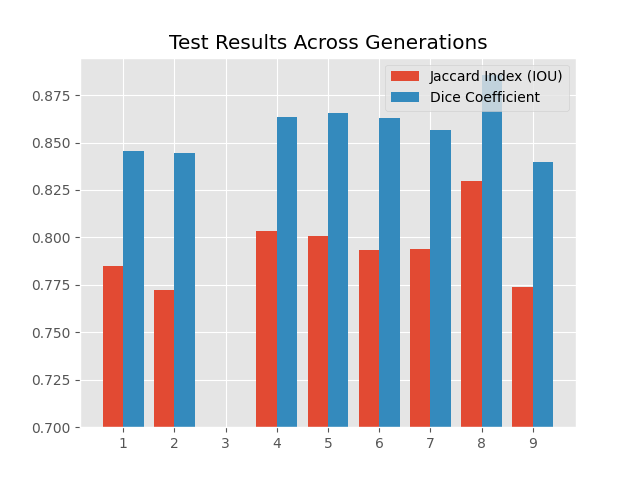 Test Results Across Generations
Jaccard Index (IOU)
Dice Coefficient
0.875
0.850
0.825
0.800
0.775
0.750
0.725
0.700
1 2 3 4 5 6 7 8 9